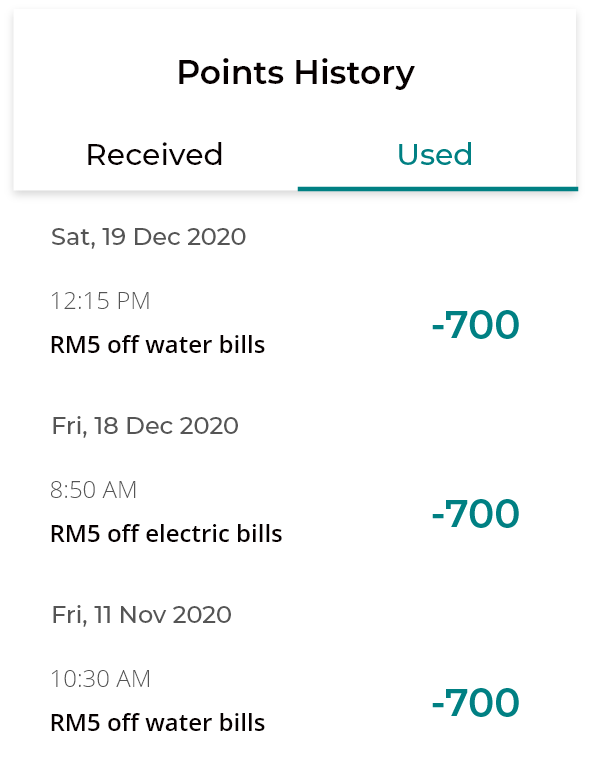 Points History
Received Used
Sat, 19 Dec 2020
12:15 PM
RM5 off water bills
-700
Fri, 18 Dec 2020
8:50 AM
RM5 off electric bills
-700
Fri, 11 Nov 2020
10:30 AM
RM5 off water bills
-700